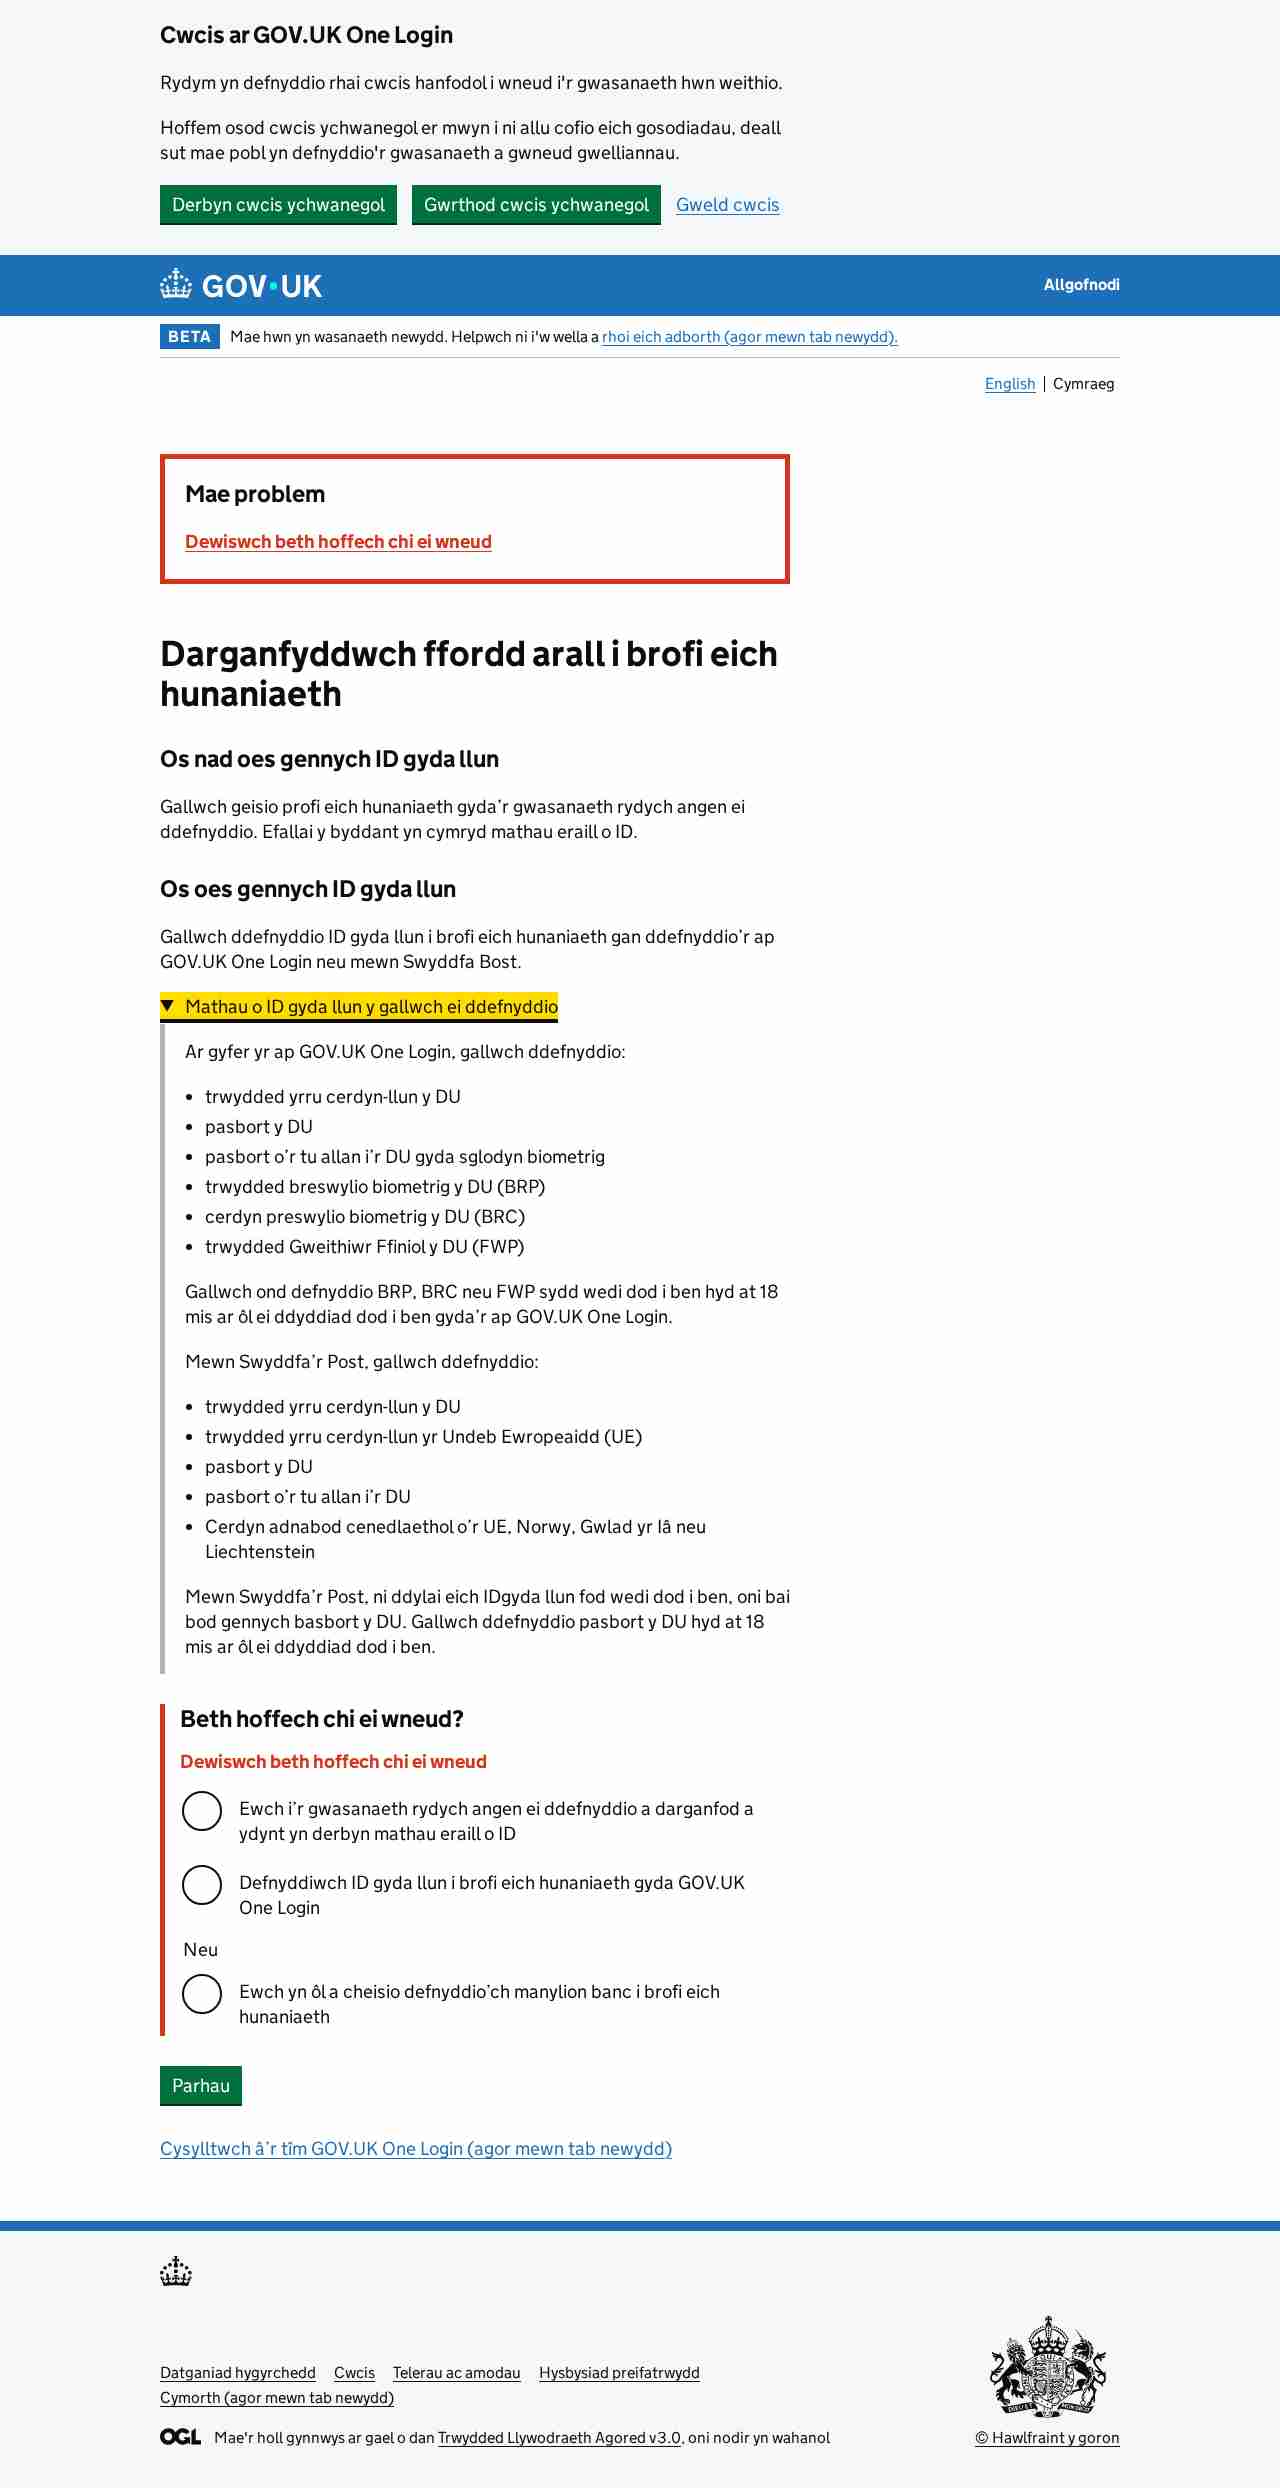 Cwcis ar GOV.UK One Login
Rydym yn defnyddio rhai cwcis hanfodol i wneud i'r gwasanaeth hwn weithio.
Hoffem osod cwcis ychwanegol er mwyn i ni allu cofio eich gosodiadau, deall
sut mae pobl yn defnyddio'r gwasanaeth a gwneud gwelliannau.
Derbyn cwcis ychwanegol Gwrthod cwcis ychwanegol Gweld cwcis
GOV·UK Allgofnodi
BETA Mae hwn yn wasanaeth newydd. Helpwch ni i'w wella a rhoi eich adborth (agor mewn tab newydd).
English Cymraeg
Mae problem
Dewiswch beth hoffech chi ei wneud
Darganfyddwch ffordd arall i brofi eich
hunaniaeth
Os nad oes gennych ID gyda llun
Gallwch geisio profi eich hunaniaeth gyda’r gwasanaeth rydych angen ei
ddefnyddio. Efallai y byddant yn cymryd mathau eraill o ID.
Os oes gennych ID gyda llun
Gallwch ddefnyddio ID gyda llun i brofi eich hunaniaeth gan ddefnyddio’r ap
GOV.UK One Login neu mewn Swyddfa Bost.
Mathau o ID gyda llun y gallwch ei ddefnyddio
Ar gyfer yr ap GOV.UK One Login, gallwch ddefnyddio:
• trwydded yrru cerdyn-llun y DU
• pasbort y DU
• pasbort o’r tu allan i’r DU gyda sglodyn biometrig
• trwydded breswylio biometrig y DU (BRP)
• cerdyn preswylio biometrig y DU (BRC)
• trwydded Gweithiwr Ffiniol y DU (FWP)
Gallwch ond defnyddio BRP, BRC neu FWP sydd wedi dod i ben hyd at 18
mis ar ôl ei ddyddiad dod i ben gyda’r ap GOV.UK One Login.
Mewn Swyddfa’r Post, gallwch ddefnyddio:
• trwydded yrru cerdyn-llun y DU
• trwydded yrru cerdyn-llun yr Undeb Ewropeaidd (UE)
• pasbort y DU
• pasbort o’r tu allan i’r DU
• Cerdyn adnabod cenedlaethol o’r UE, Norwy, Gwlad yr Iâ neu
Liechtenstein
Mewn Swyddfa’r Post, ni ddylai eich IDgyda llun fod wedi dod i ben, oni bai
bod gennych basbort y DU. Gallwch ddefnyddio pasbort y DU hyd at 18
mis ar ôl ei ddyddiad dod i ben.
Beth hoffech chi ei wneud?
Dewiswch beth hoffech chi ei wneud
Ewch i’r gwasanaeth rydych angen ei ddefnyddio a darganfod a
ydynt yn derbyn mathau eraill o ID
Defnyddiwch ID gyda llun i brofi eich hunaniaeth gyda GOV.UK
One Login
Neu
Ewch yn ôl a cheisio defnyddio’ch manylion banc i brofi eich
hunaniaeth
Parhau
Cysylltwch â’r tîm GOV.UK One Login (agor mewn tab newydd)
Datganiad hygyrchedd Cwcis Telerau ac amodau Hysbysiad preifatrwydd
Cymorth (agor mewn tab newydd)
OGL Mae'r holl gynnwys ar gael o dan Trwydded Llywodraeth Agored v3.0, oni nodir yn wahanol
© Hawlfraint y goron